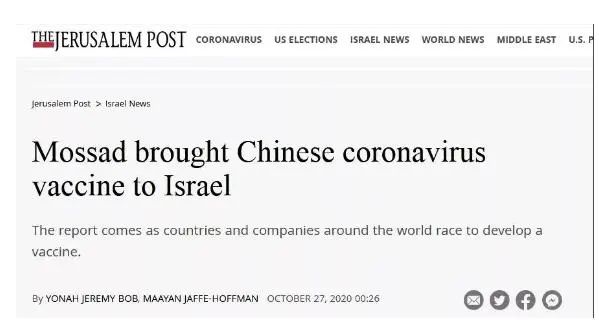 THE JERUSALEM POST CORONAVIRUS US ELECTIONS ISRAEL NEWS WORLD NEWS MIDDLE EAST U.S. P
Jerusalem Post > Israel News
Mossad brought Chinese coronavirus
vaccine to Israel
The report comes as countries and companies around the world race to develop a
vaccine.
By YONAH JEREMY BOB, MAAYAN JAFFE-HOFFMAN OCTOBER 27, 2020 00:26